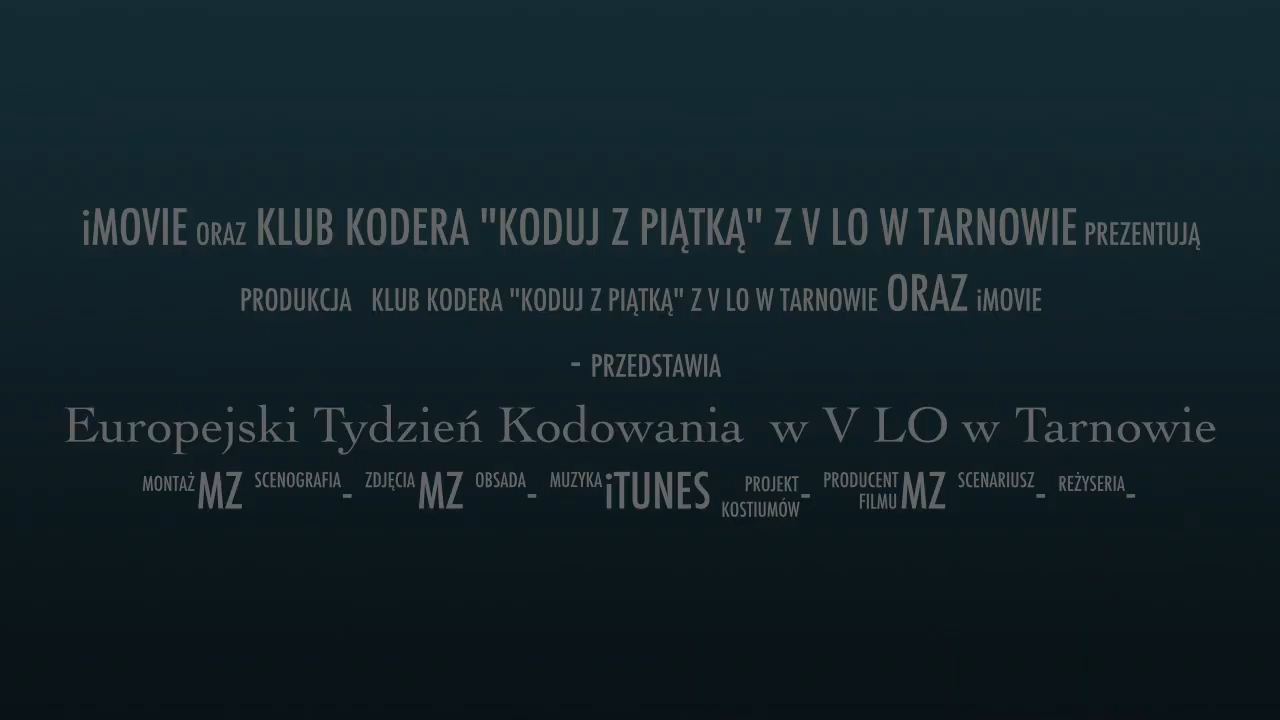 iMOVIE ORAZ KLUB KODERA "KODUJ Z PIĄTKĄ" Z V LO W TARNOWIE PREZENTUJĄ
PRODUKCJA KLUB KODERA "KODUJ Z PIĄTKĄ" Z V LO W TARNOWIE ORAZ iMOVIE
- PRZEDSTAWIA
Europejski Tydzień Kodowania w V LO w Tarnowie
MONTAŻ MZ SCENOGRAFIA - ZDJĘCIA MZ OBSADA - MUZYKA iTUNES PROJEKT KOSTIUMÓW - PRODUCENT FILMU MZ SCENARIUSZ - REŻYSERIA -